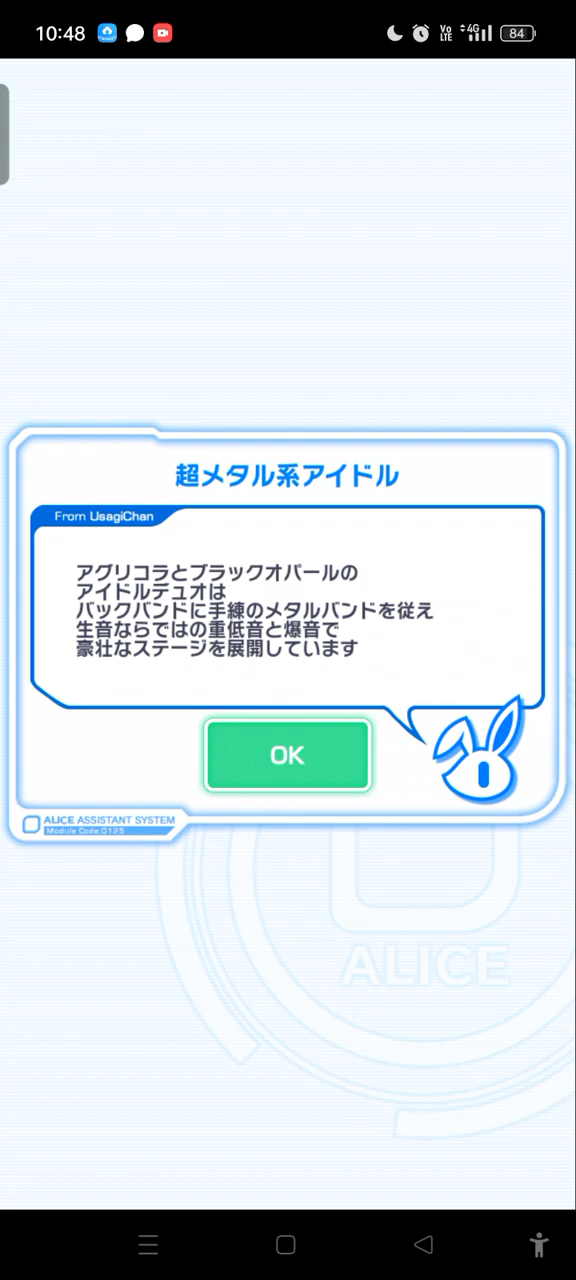 10:48
Vo
LTE
4G
84
超メタル系アイドル
From UsagiChan
アグリコラとブラックオパールの
アイドルデュオは
バックバンドに手練のメタルバンドを従え
生音ならではの重低音と爆音で
豪壮なステージを展開しています
OK
ALICE ASSISTANT SYSTEM
Module Code:0125
ALICE